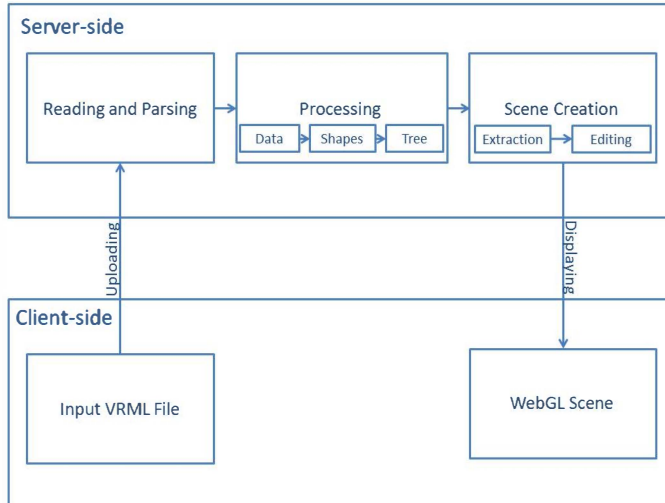 Server-side
Reading and Parsing
Processing
Data
Shapes
Tree
Scene Creation
Extraction
Editing
Uploading
Displaying
Client-side
Input VRML File
WebGL Scene